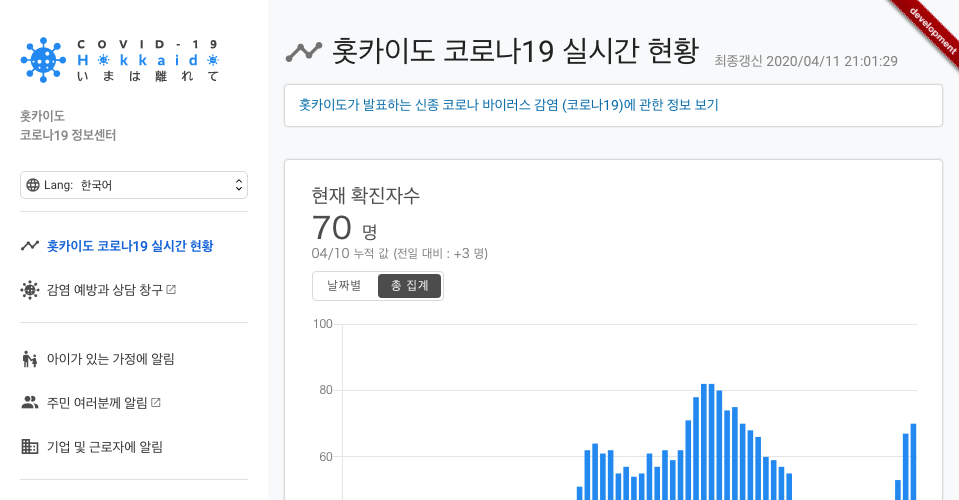 COVID-19
Hokkaido
いまは離れて
홋카이도
코로나19 정보센터
Lang: 한국어
홋카이도 코로나19 실시간 현황
감염 예방과 상담 창구
아이가 있는 가정에 알림
주민 여러분께 알림
기업 및 근로자에 알림
development
홋카이도 코로나19 실시간 현황
최종갱신 2020/04/11 21:01:29
홋카이도가 발표하는 신종 코로나 바이러스 감염 (코로나19)에 관한 정보 보기
현재 확진자수
70 명
04/10 누적 값 (전일 대비 : +3 명)
날짜별 총 집계
100
80
60